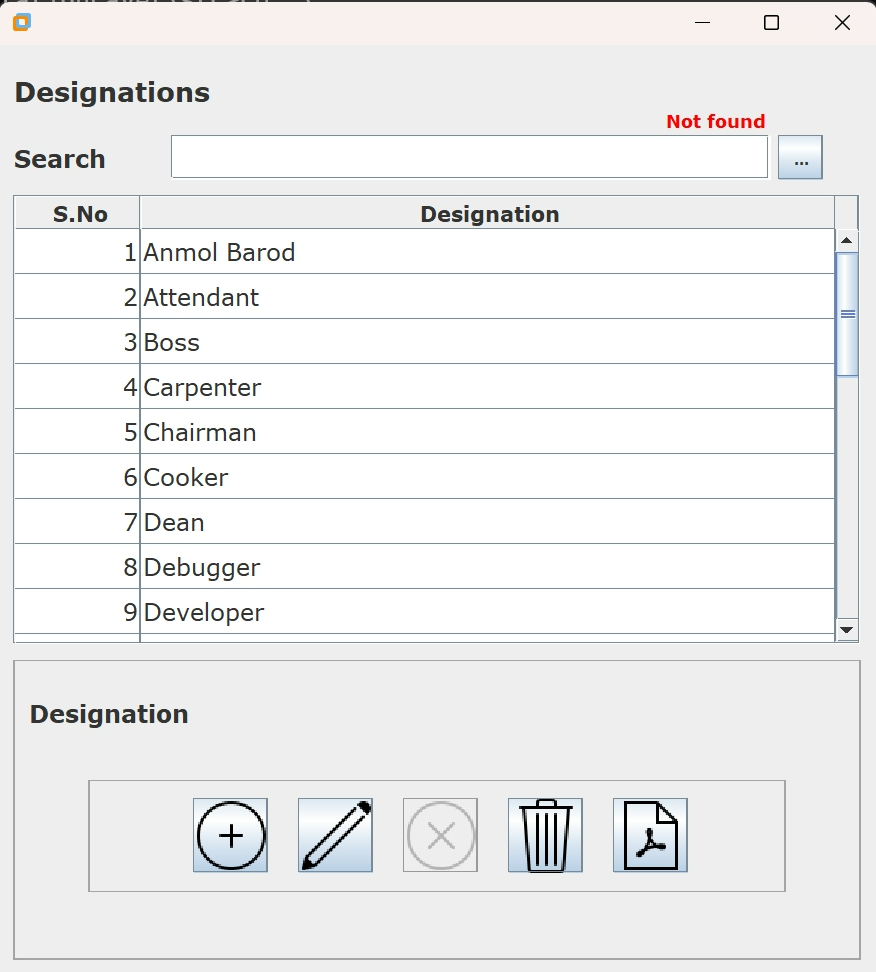 Designations
Not found
Search
...
S.No Designation
1 Anmol Barod
2 Attendant
3 Boss
4 Carpenter
5 Chairman
6 Cooker
7 Dean
8 Debugger
9 Developer
Designation